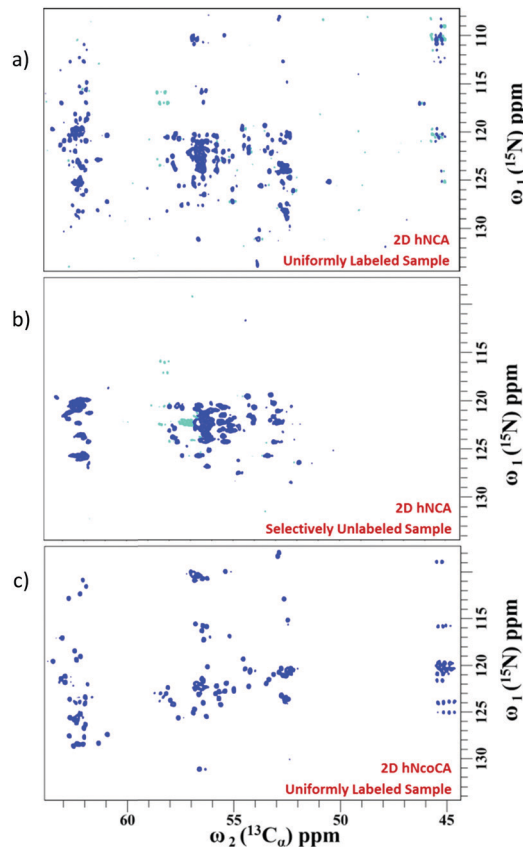 a)
110
115
120
125
130
ω1 (15N) ppm
2D hNCA
Uniformly Labeled Sample
b)
115
120
125
130
ω1 (15N) ppm
2D hNCA
Selectively Unlabeled Sample
c)
110
115
120
125
130
ω1 (15N) ppm
2D hNcoCA
Uniformly Labeled Sample
60
55
50
45
ω2 (13Cα) ppm